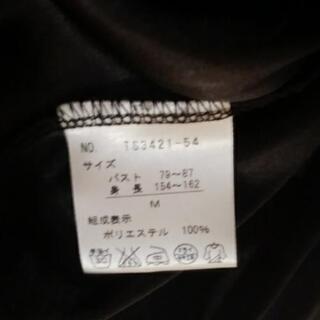 NO. TS3421-54
サイズ
バスト 79〜87
身長 154〜162
M
組成表示
ポリエステル 100%